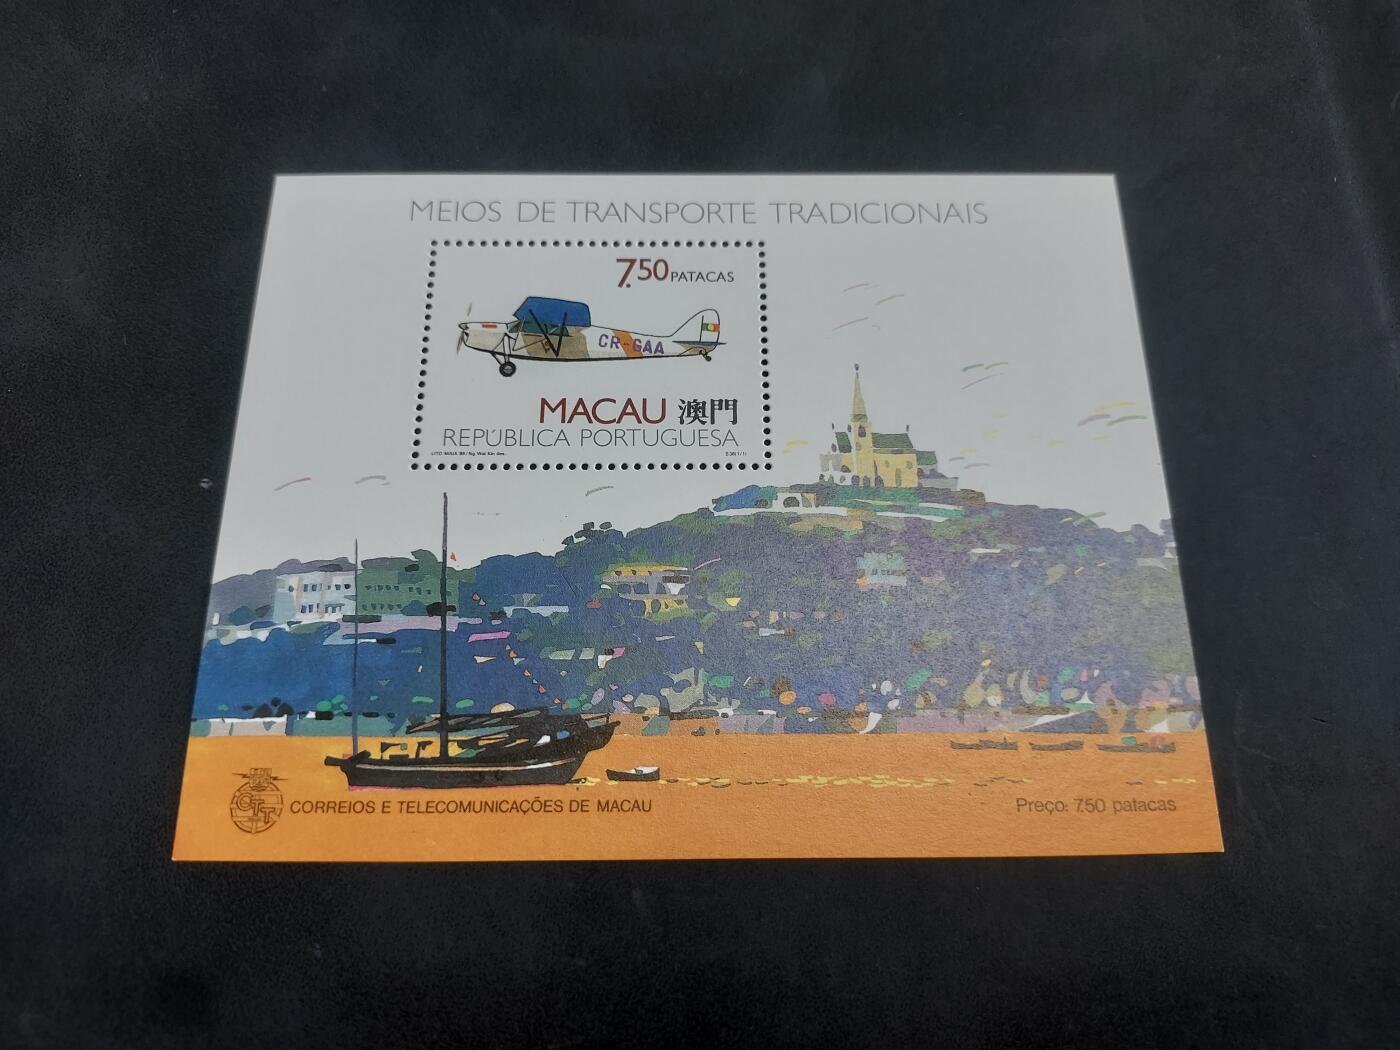 MEIOS DE TRANSPORTE TRADICIONAIS
7.50 PATACAS
CR-GAA
MACAU 澳門
REPÚBLICA PORTUGUESA
CTT
CORREIOS E TELECOMUNICAÇÕES DE MACAU
Preço: 7.50 patacas